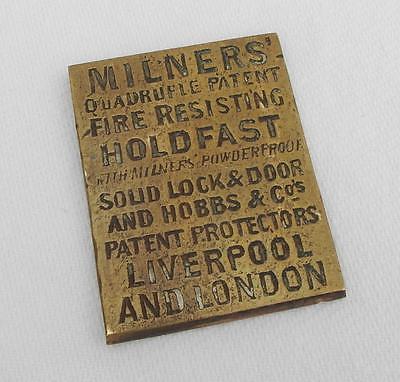 MILNERS'
QUADRUPLE PATENT
FIRE RESISTING
HOLDFAST
WITH MILNERS' POWDERPROOF
SOLID LOCK & DOOR
AND HOBBS & Co's
PATENT PROTECTORS
LIVERPOOL
AND LONDON